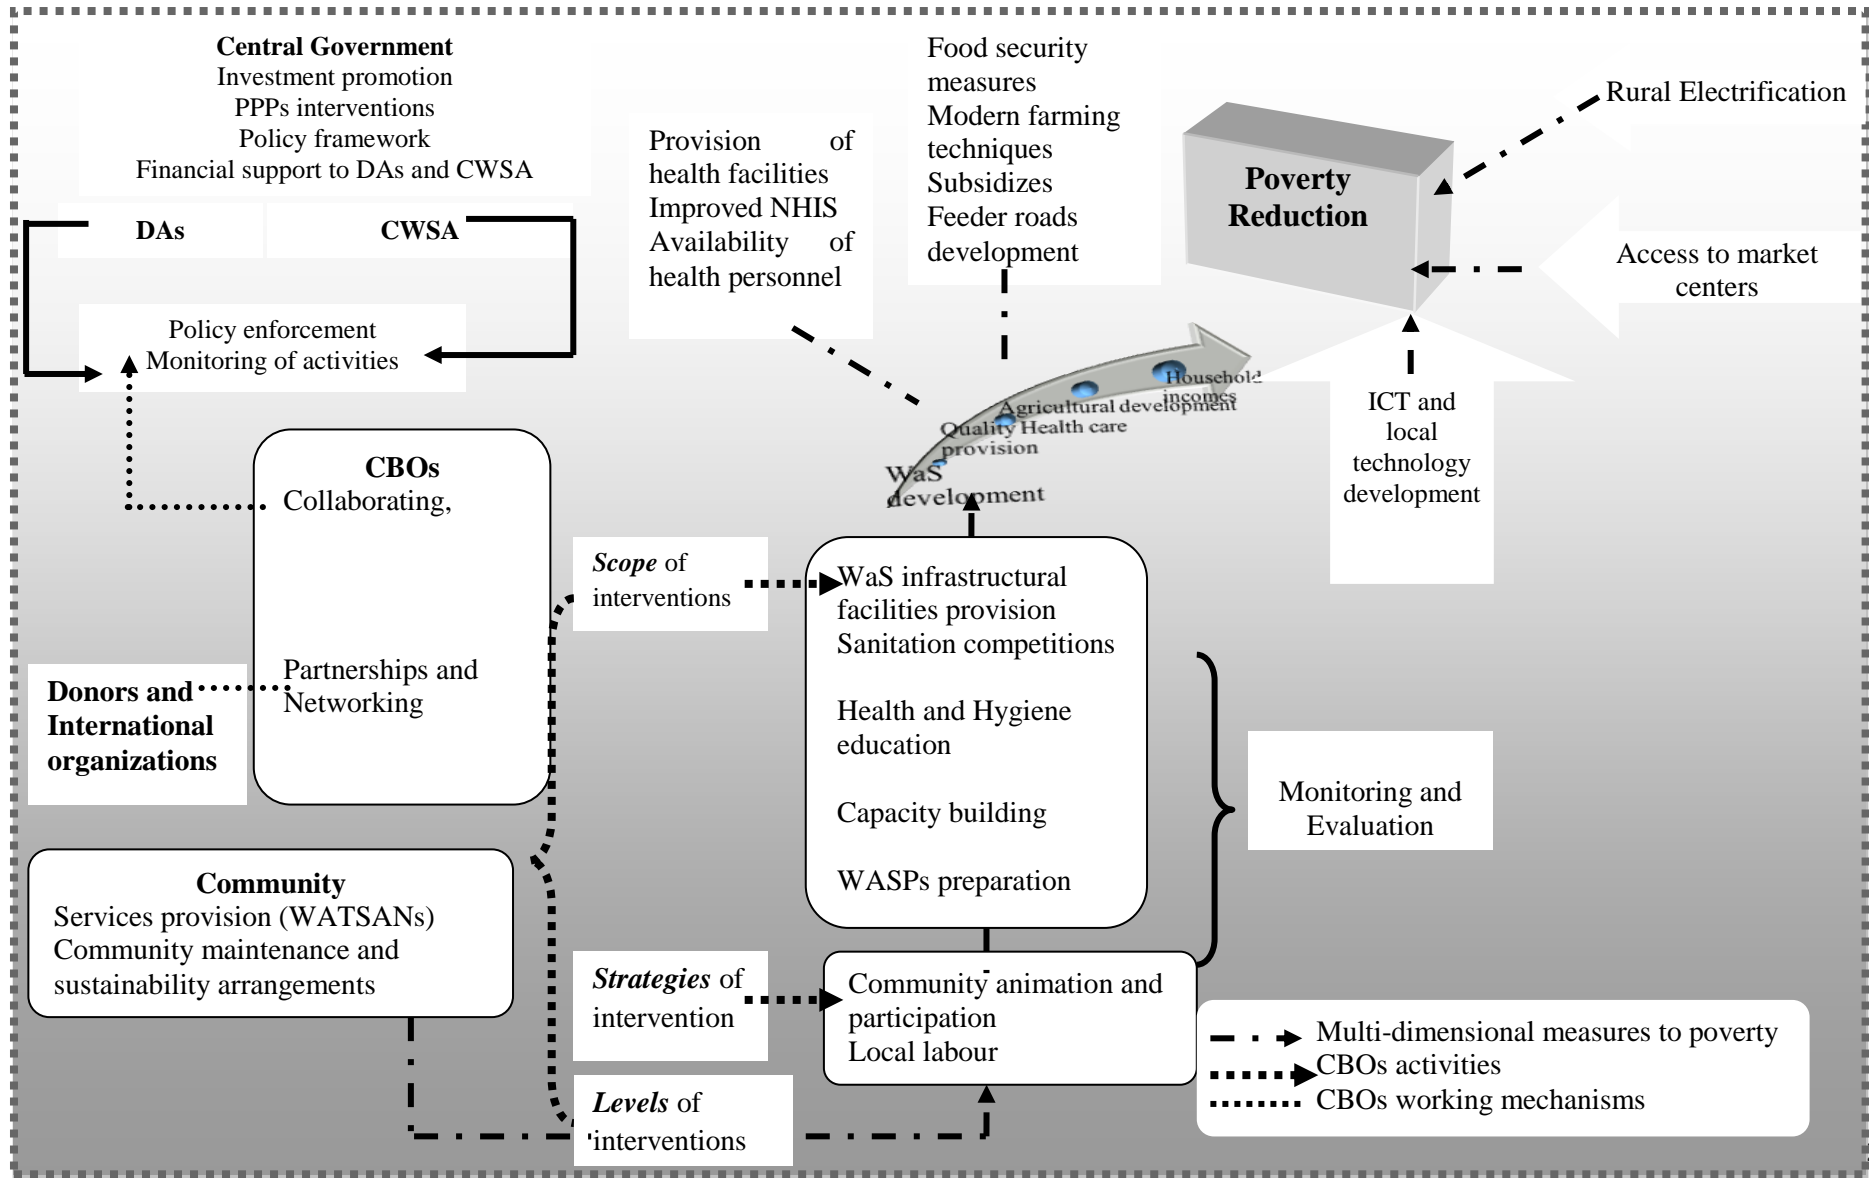 Central Government
Investment promotion
PPPs interventions
Policy framework
Financial support to DAs and CWSA
DAs
CWSA
Policy enforcement
Monitoring of activities
CBOs
Collaborating,
Partnerships and
Networking
Donors and
International
organizations
Community
Services provision (WATSANs)
Community maintenance and
sustainability arrangements
Provision of
health facilities
Improved NHIS
Availability of
health personnel
Food security
measures
Modern farming
techniques
Subsidizes
Feeder roads
development
Poverty
Reduction
Rural Electrification
Access to market
centers
ICT and
local
technology
development
Household
incomes
Agricultural development
Quality Health care
provision
WaS
development
Scope of
interventions
WaS infrastructural
facilities provision
Sanitation competitions
Health and Hygiene
education
Capacity building
WASPs preparation
Monitoring and
Evaluation
Strategies of
intervention
Community animation and
participation
Local labour
Levels of
interventions
Multi-dimensional measures to poverty
CBOs activities
CBOs working mechanisms